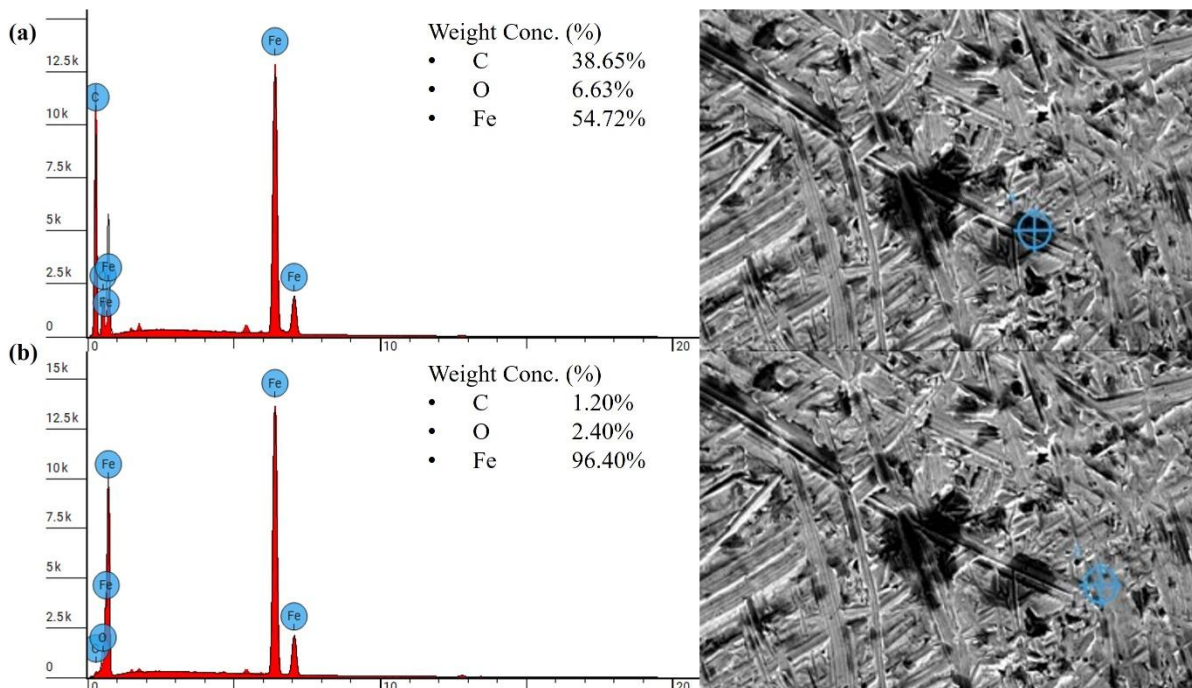 (a)
Weight Conc. (%)
• C 38.65%
• O 6.63%
• Fe 54.72%
12.5k
10k
7.5k
5k
2.5k
0
C
Fe
Fe
Fe
Fe
0
10
20
(b)
Weight Conc. (%)
• C 1.20%
• O 2.40%
• Fe 96.40%
15k
12.5k
10k
7.5k
5k
2.5k
0
Fe
Fe
Fe
Fe
O
0
10
20